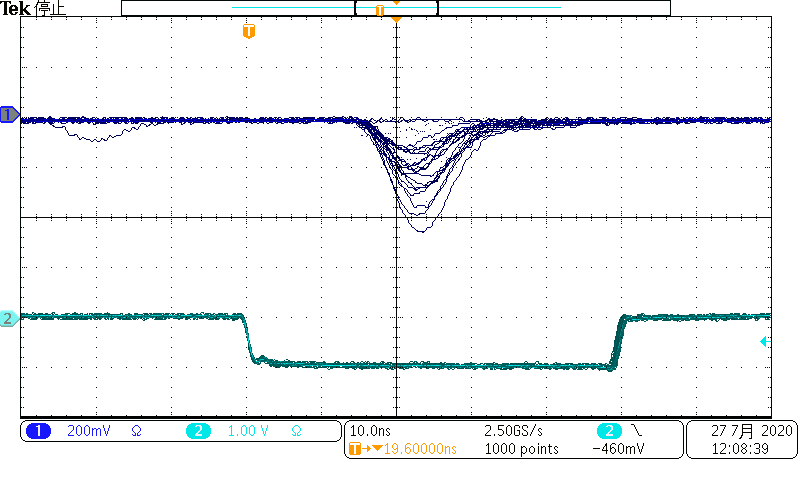 Tek 停止
T
T
1
2
1 200mV Ω 2 1.00 V Ω
10.0ns 2.50GS/s 2
T→▼19.60000ns 1000 points −460mV
27 7月 2020
12:08:39